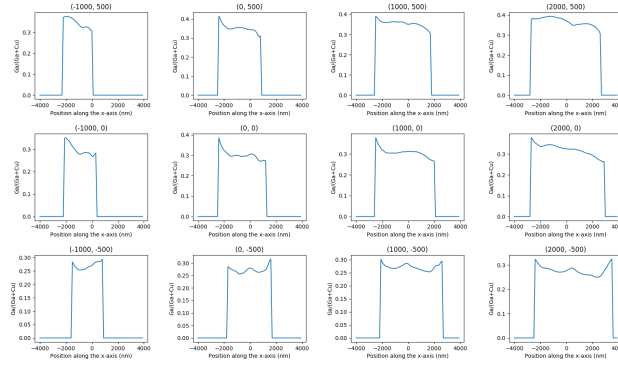 (-1000, 500) (0, 500) (1000, 500) (2000, 500)
Ga/(Ga+Cu) Ga/(Ga+Cu) Ga/(Ga+Cu) Ga/(Ga+Cu)
0.3 0.4 0.4 0.4
0.2 0.3 0.3 0.3
0.1 0.2 0.2 0.2
0.0 0.1 0.1 0.1
0.0 0.0 0.0
−4000 −2000 0 2000 4000 −4000 −2000 0 2000 4000 −4000 −2000 0 2000 4000 −4000 −2000 0 2000 4000
Position along the x-axis (nm) Position along the x-axis (nm) Position along the x-axis (nm) Position along the x-axis (nm)
(-1000, 0) (0, 0) (1000, 0) (2000, 0)
Ga/(Ga+Cu) Ga/(Ga+Cu) Ga/(Ga+Cu) Ga/(Ga+Cu)
0.3 0.4 0.3 0.3
0.2 0.3 0.2 0.2
0.1 0.2 0.1 0.1
0.0 0.1 0.0 0.0
0.0
−4000 −2000 0 2000 4000 −4000 −2000 0 2000 4000 −4000 −2000 0 2000 4000 −4000 −2000 0 2000 4000
Position along the x-axis (nm) Position along the x-axis (nm) Position along the x-axis (nm) Position along the x-axis (nm)
(-1000, -500) (0, -500) (1000, -500) (2000, -500)
Ga/(Ga+Cu) Ga/(Ga+Cu) Ga/(Ga+Cu) Ga/(Ga+Cu)
0.30 0.30 0.30 0.30
0.25 0.25 0.25 0.25
0.20 0.20 0.20 0.20
0.15 0.15 0.15 0.15
0.10 0.10 0.10 0.10
0.05 0.05 0.05 0.05
0.00 0.00 0.00 0.00
−4000 −2000 0 2000 4000 −4000 −2000 0 2000 4000 −4000 −2000 0 2000 4000 −4000 −2000 0 2000 4000
Position along the x-axis (nm) Position along the x-axis (nm) Position along the x-axis (nm) Position along the x-axis (nm)